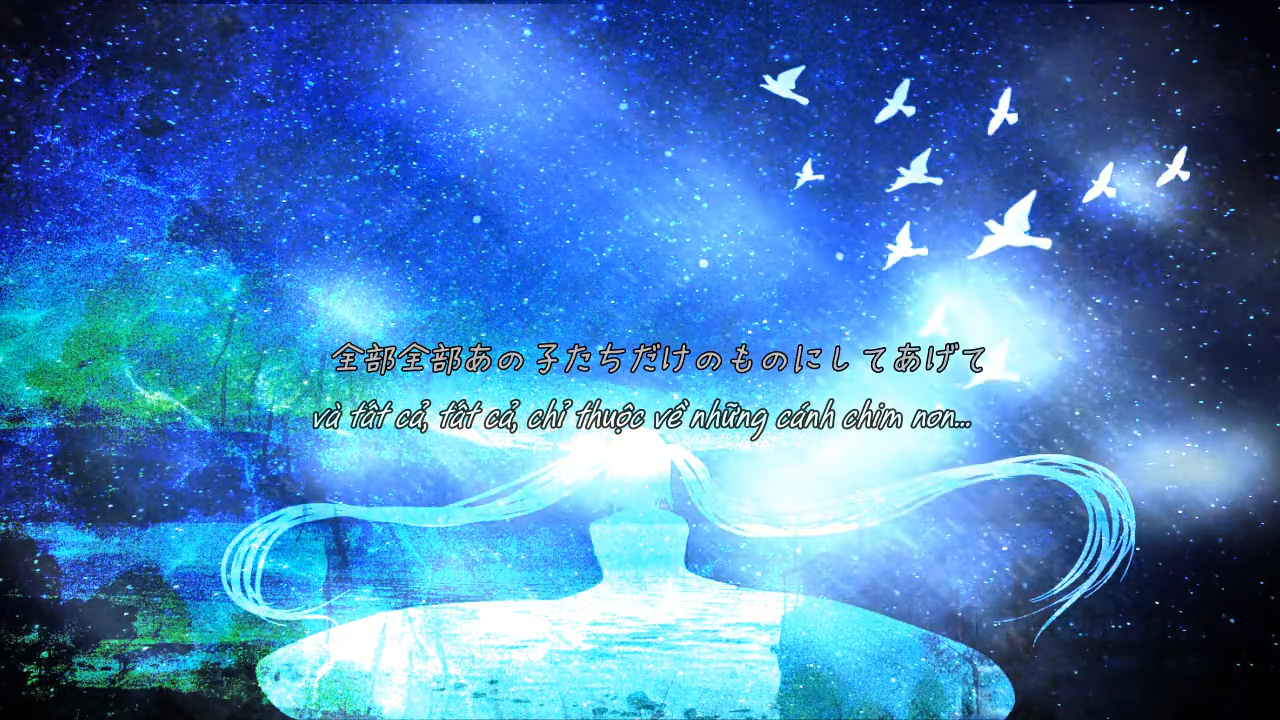 全部全部あの子たちだけのものにしてあげて
và tất cả, tất cả, chỉ thuộc về những cánh chim non...